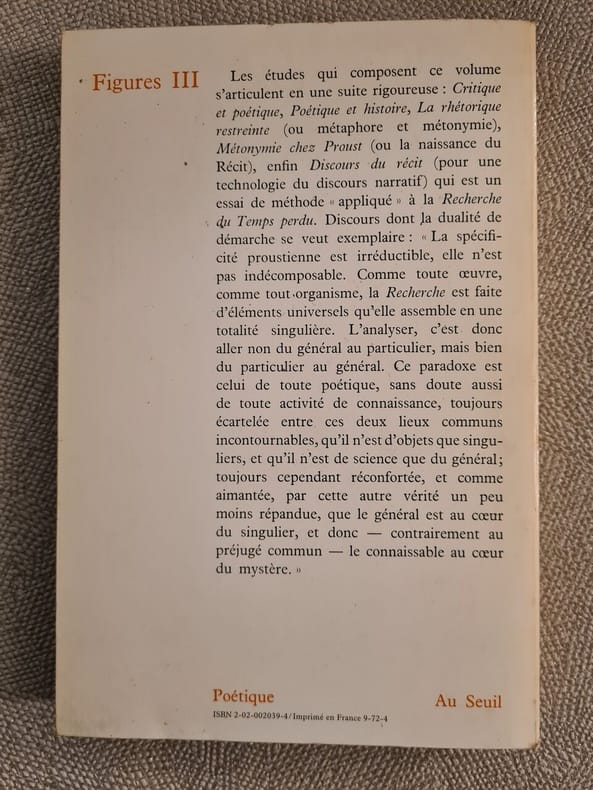 Figures III
Les études qui composent ce volume
s'articulent en une suite rigoureuse : Critique
et poétique, Poétique et histoire, La rhétorique
restreinte (ou métaphore et métonymie),
Métonymie chez Proust (ou la naissance du
Récit), enfin Discours du récit (pour une
technologie du discours narratif) qui est un
essai de méthode « appliqué » à la Recherche
du Temps perdu. Discours dont la dualité de
démarche se veut exemplaire : « La spécifi-
cité proustienne est irréductible, elle n'est
pas indécomposable. Comme toute œuvre,
comme tout organisme, la Recherche est faite
d'éléments universels qu'elle assemble en une
totalité singulière. L'analyser, c'est donc
aller non du général au particulier, mais bien
du particulier au général. Ce paradoxe est
celui de toute poétique, sans doute aussi
de toute activité de connaissance, toujours
écartelée entre ces deux lieux communs
incontournables, qu'il n'est d'objets que singu-
liers, et qu'il n'est de science que du général;
toujours cependant réconfortée, et comme
aimantée, par cette autre vérité un peu
moins répandue, que le général est au cœur
du singulier, et donc — contrairement au
préjugé commun — le connaissable au cœur
du mystère. »
Poétique
Au Seuil
ISBN 2-02-002039-4/Imprimé en France 9-72-4